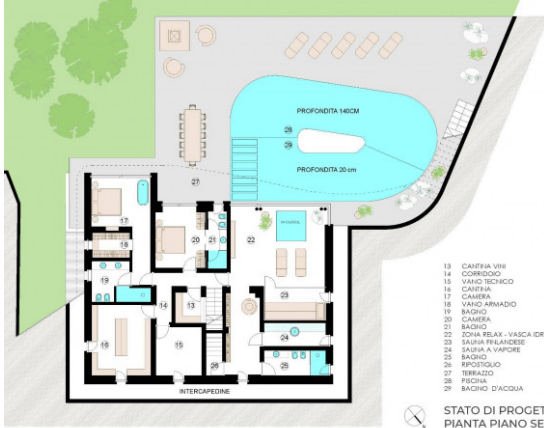 PROFONDITA 140CM
28
29
PROFONDITA 20 cm
27
17
20
21
22
18
19
14
13
23
24
16
15
26
25
INTERCAPEDINE
13 CANTINA VINI
14 CORRIDOIO
15 VANO TECNICO
16 CANTINA
17 CAMERA
18 VANO ARMADIO
19 BAGNO
20 CAMERA
21 BAGNO
22 ZONA RELAX - VASCA IDR
23 SAUNA FINLANDESE
24 SAUNA A VAPORE
25 BAGNO
26 RIPOSTIGLIO
27 TERRAZZO
28 PISCINA
29 BACINO D'ACQUA
STATO DI PROGET
PIANTA PIANO SE